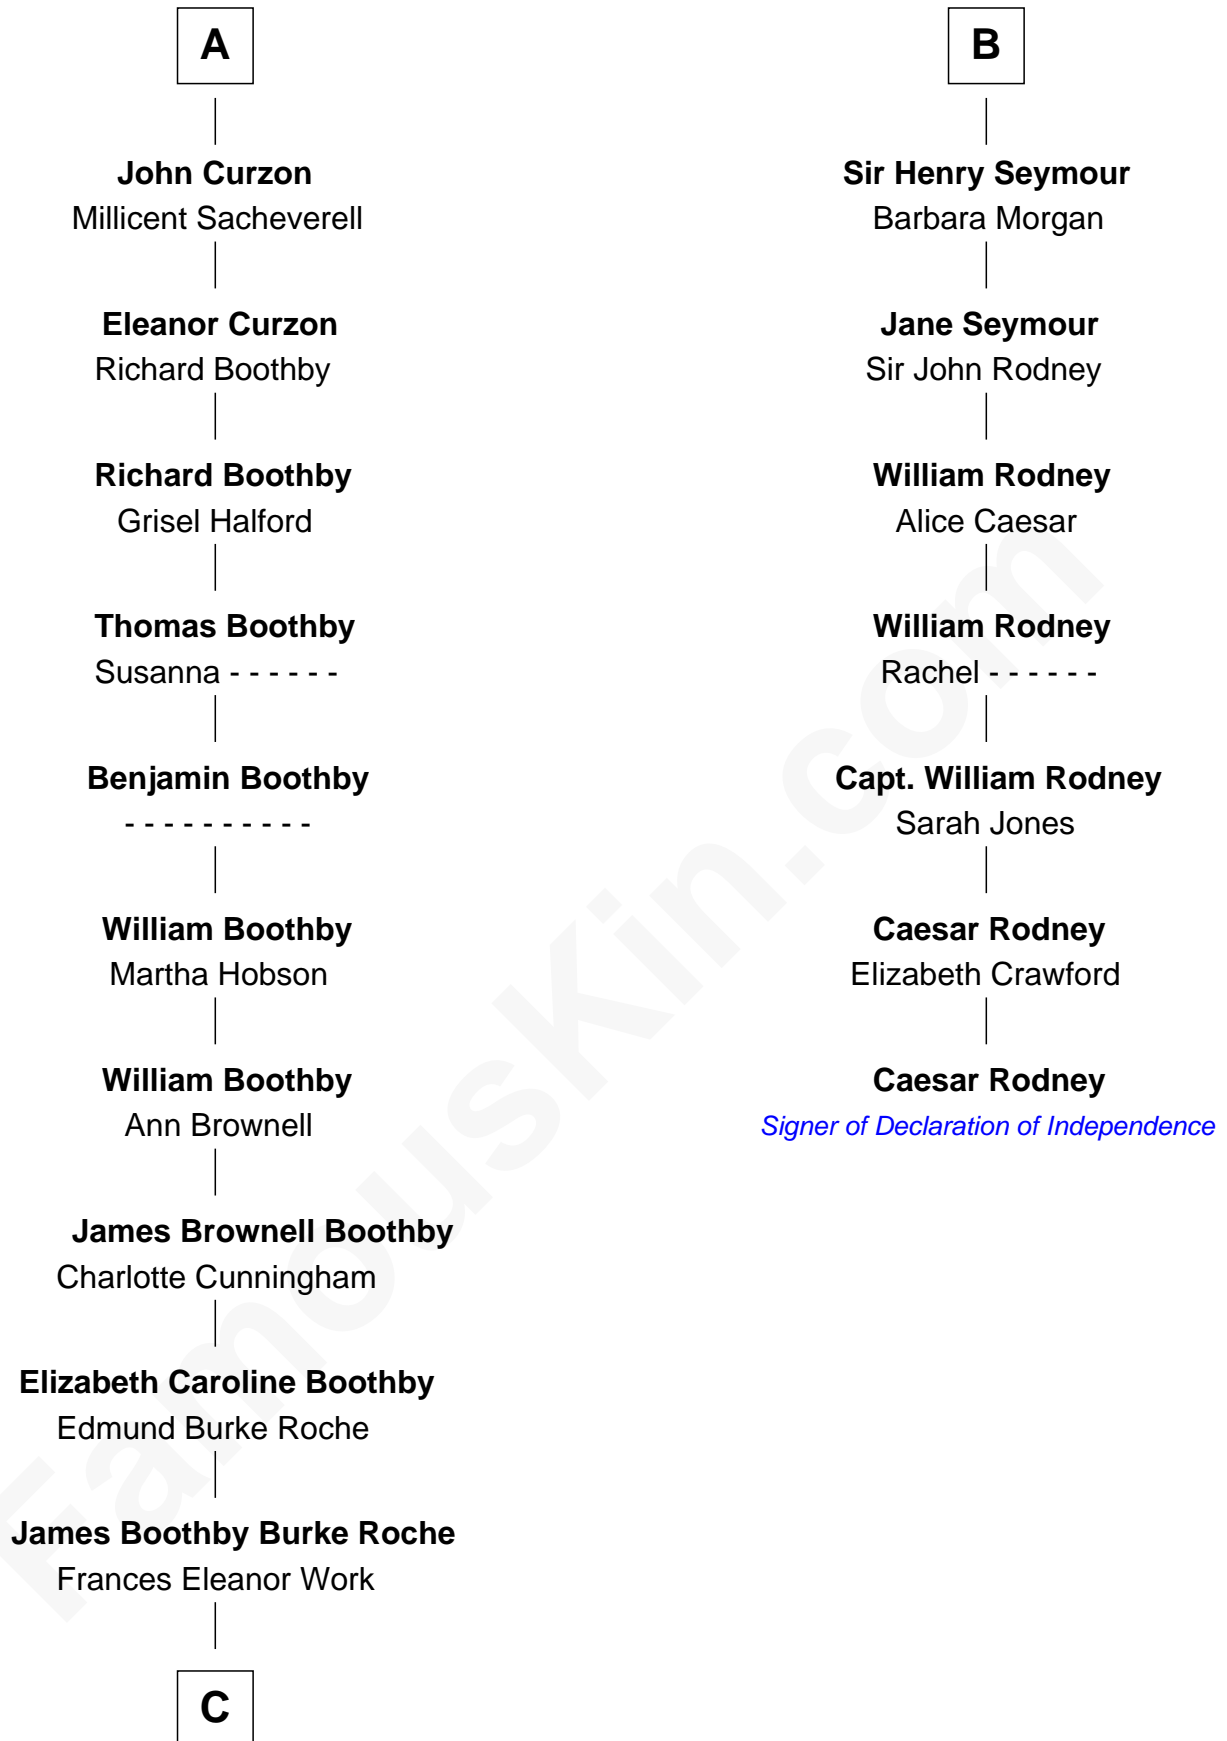 A
John Curzon
Millicent Sacheverell
Eleanor Curzon
Richard Boothby
Richard Boothby
Grisel Halford
Thomas Boothby
Susanna - - - - - -
Benjamin Boothby
- - - - - - - - - -
William Boothby
Martha Hobson
William Boothby
Ann Brownell
James Brownell Boothby
Charlotte Cunningham
Elizabeth Caroline Boothby
Edmund Burke Roche
James Boothby Burke Roche
Frances Eleanor Work
C
B
Sir Henry Seymour
Barbara Morgan
Jane Seymour
Sir John Rodney
William Rodney
Alice Caesar
William Rodney
Rachel - - - - - -
Capt. William Rodney
Sarah Jones
Caesar Rodney
Elizabeth Crawford
Caesar Rodney
Signer of Declaration of Independence
FamousKin.com